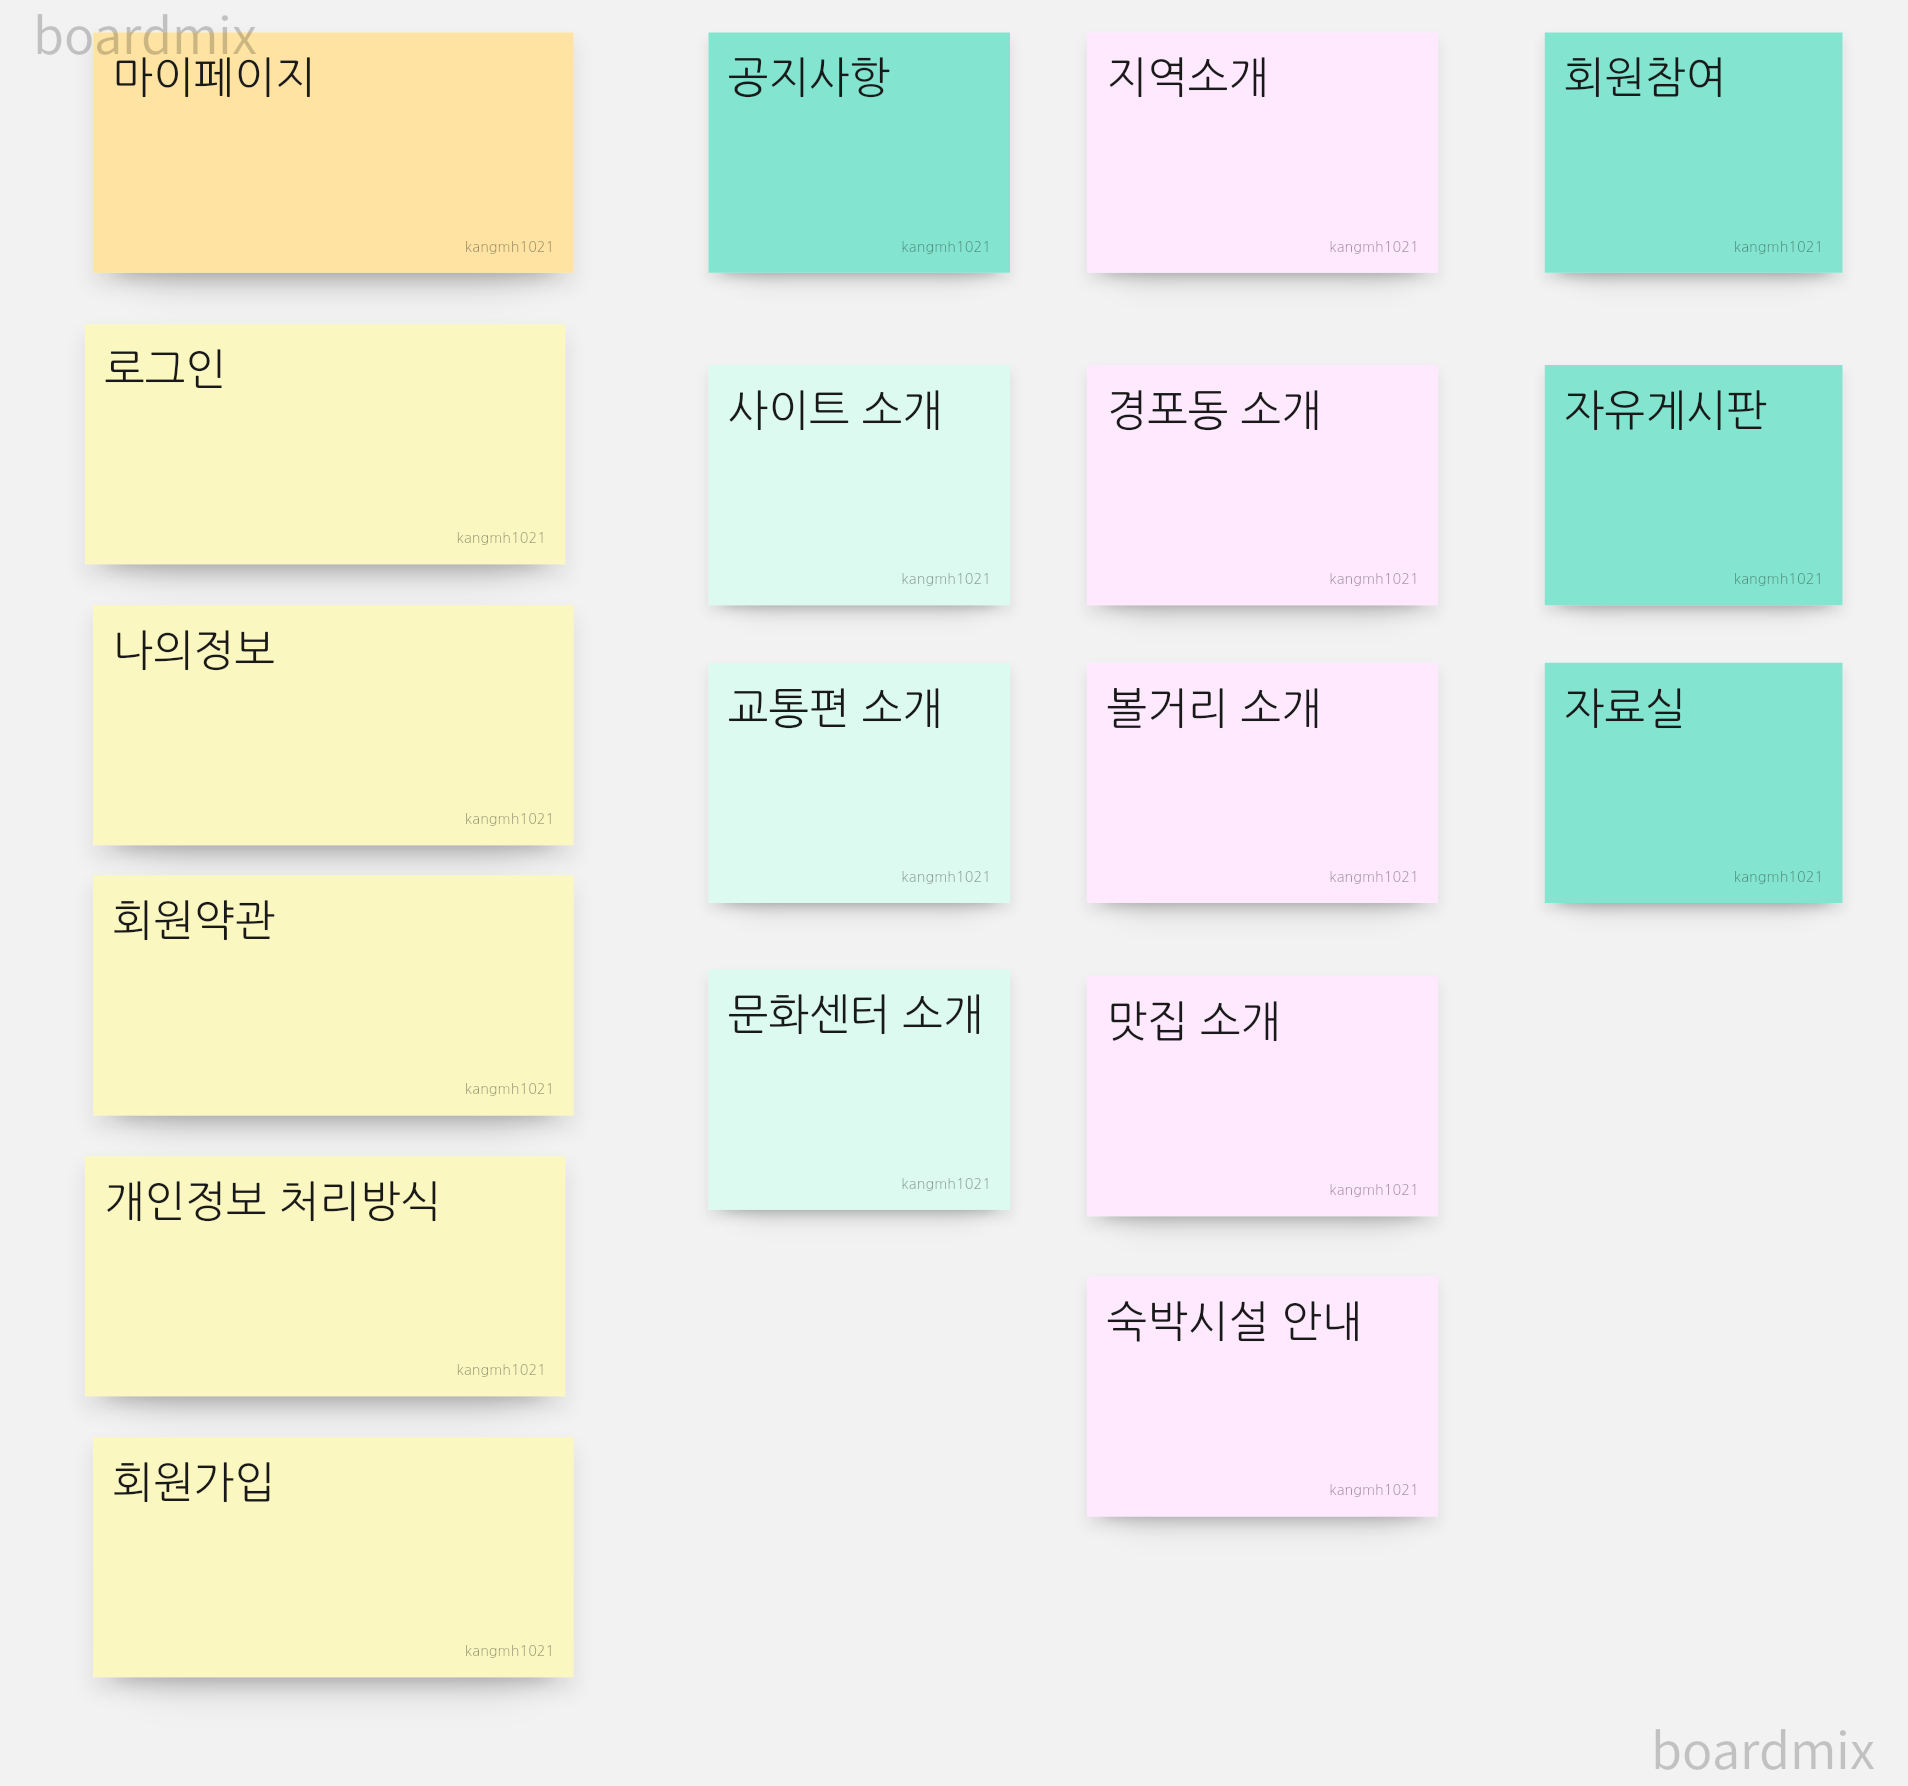 boardmix
마이페이지
kangmh1021
로그인
kangmh1021
나의정보
kangmh1021
회원약관
kangmh1021
개인정보 처리방식
kangmh1021
회원가입
kangmh1021
공지사항
kangmh1021
사이트 소개
kangmh1021
교통편 소개
kangmh1021
문화센터 소개
kangmh1021
지역소개
kangmh1021
경포동 소개
kangmh1021
볼거리 소개
kangmh1021
맛집 소개
kangmh1021
숙박시설 안내
kangmh1021
회원참여
kangmh1021
자유게시판
kangmh1021
자료실
kangmh1021
boardmix